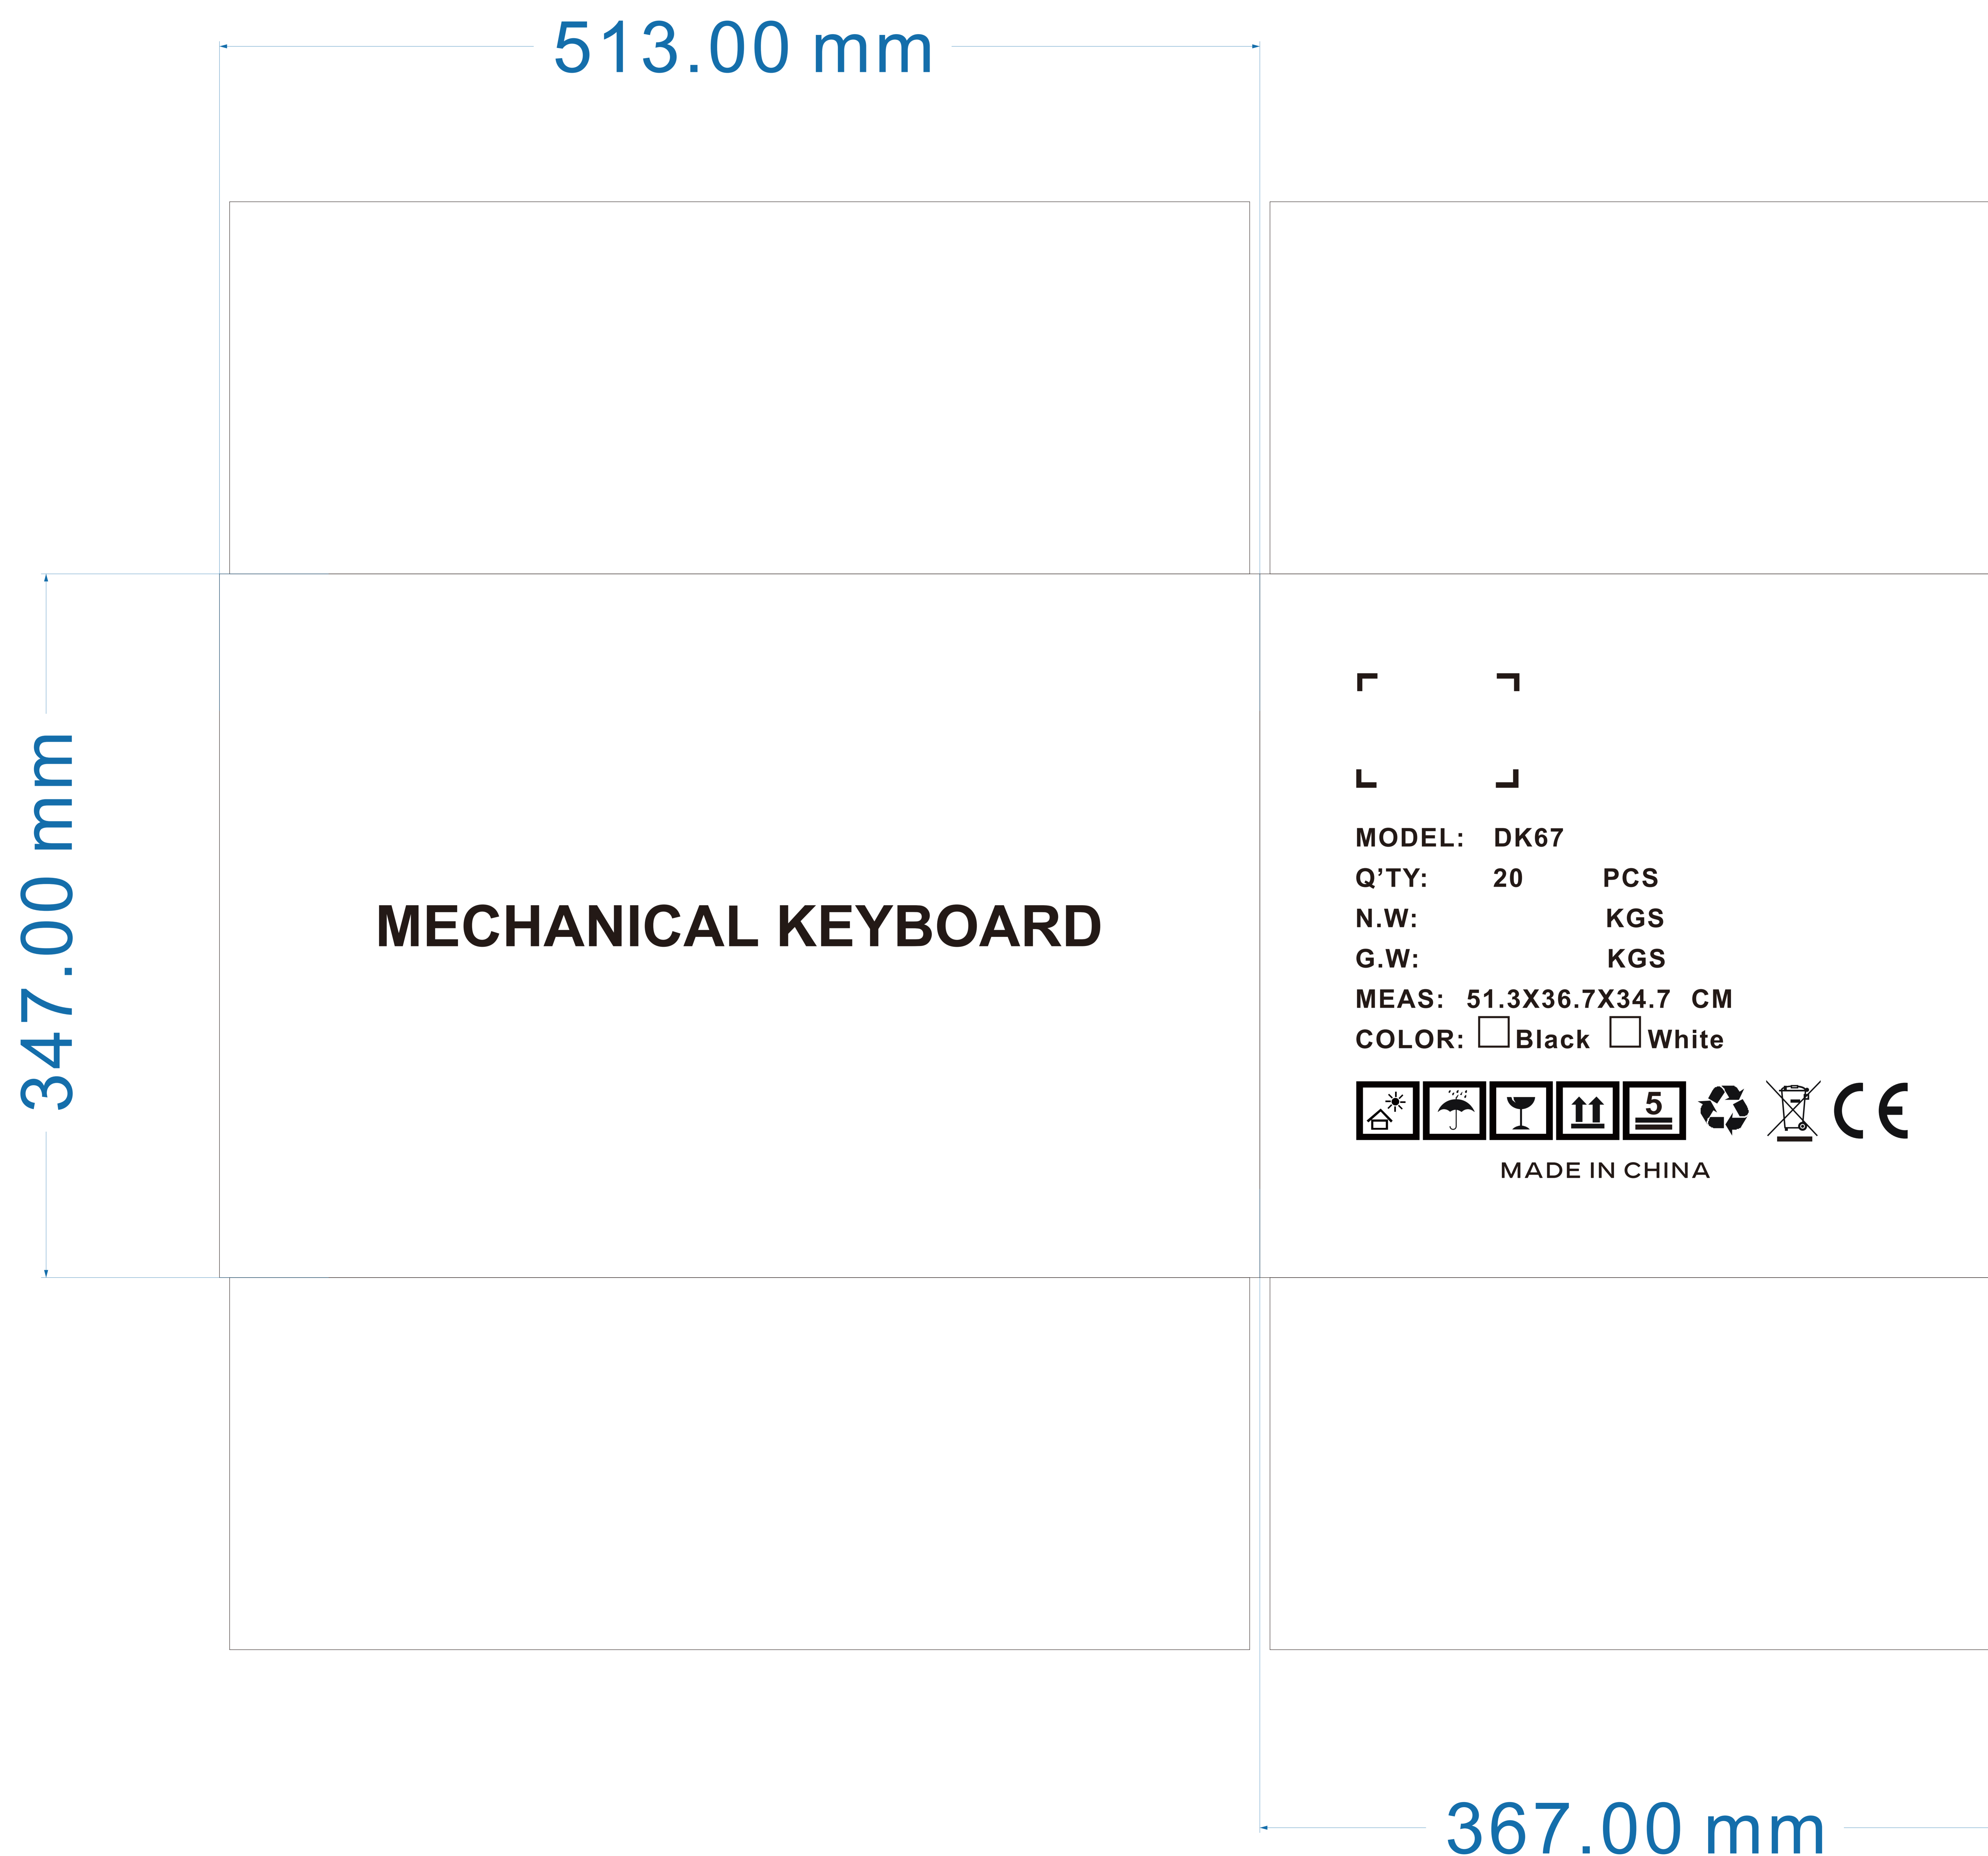 513.00 mm
347.00 mm
MECHANICAL KEYBOARD
MODEL: DK67
Q’TY: 20 PCS
N.W: KGS
G.W: KGS
MEAS: 51.3X36.7X34.7 CM
COLOR: Black White
5
CE
MADE IN CHINA
367.00 mm